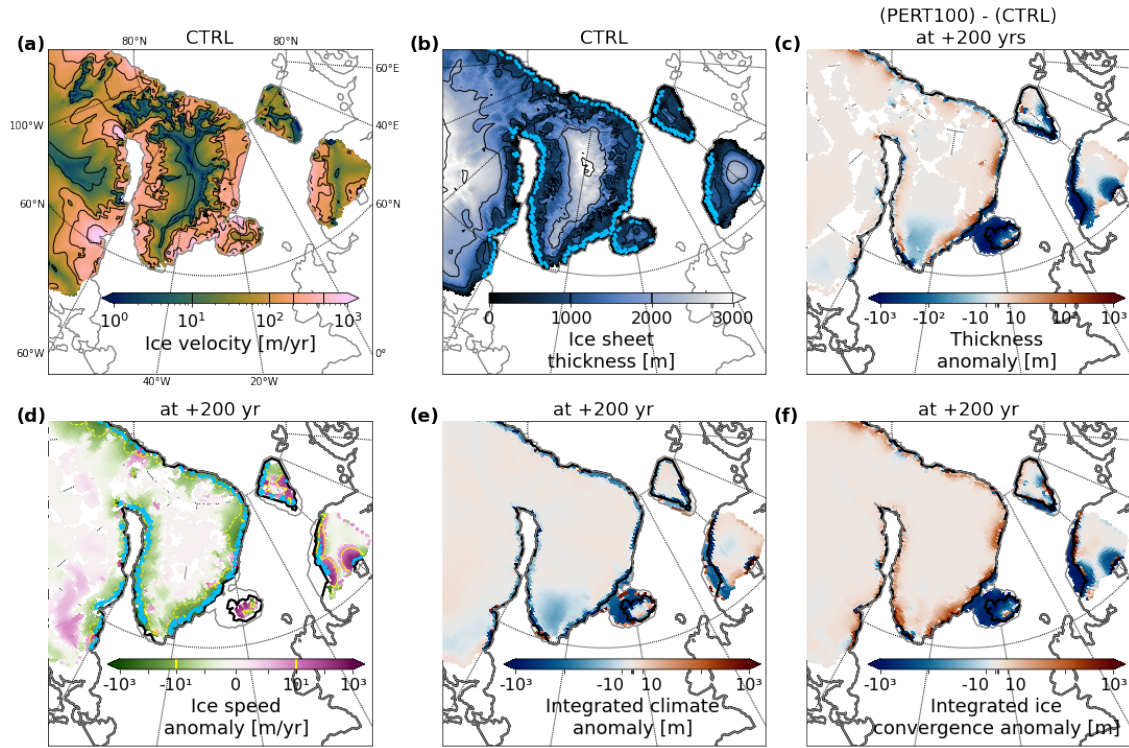 (PERT100) - (CTRL)
(a)
CTRL
(b)
CTRL
(c)
at +200 yrs
80°N
80°N
60°E
40°E
20°E
0°
100°W
60°W
60°W
40°W
20°W
10⁰
10¹
10²
10³
Ice velocity [m/yr]
0
1000
2000
3000
Ice sheet
thickness [m]
-10³
-10²
-10
10
10²
10³
Thickness
anomaly [m]
(d)
at +200 yr
(e)
at +200 yr
(f)
at +200 yr
-10³
-10¹
0
10¹
10³
Ice speed
anomaly [m/yr]
-10³
-10
10
10³
Integrated climate
anomaly [m]
-10³
-10
10
10³
Integrated ice
convergence anomaly [m]